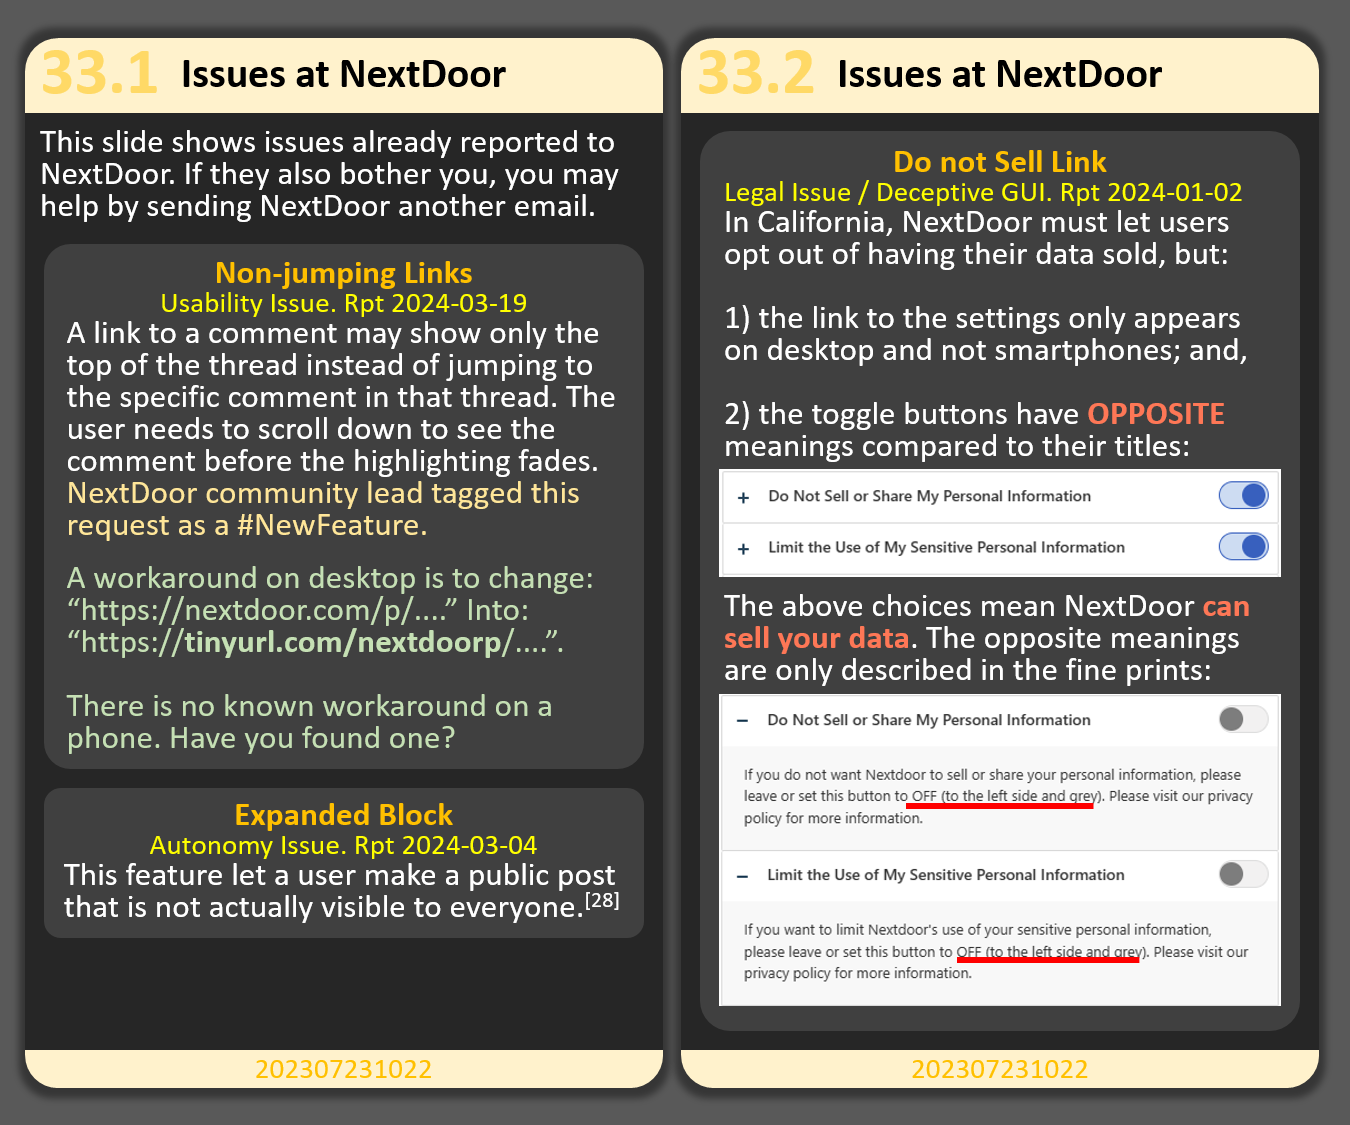 33.1 Issues at NextDoor
This slide shows issues already reported to
NextDoor. If they also bother you, you may
help by sending NextDoor another email.
Non-jumping Links
Usability Issue. Rpt 2024-03-19
A link to a comment may show only the
top of the thread instead of jumping to
the specific comment in that thread. The
user needs to scroll down to see the
comment before the highlighting fades.
NextDoor community lead tagged this
request as a #NewFeature.
A workaround on desktop is to change:
“https://nextdoor.com/p/....” Into:
“https://tinyurl.com/nextdoorp/....”.
There is no known workaround on a
phone. Have you found one?
Expanded Block
Autonomy Issue. Rpt 2024-03-04
This feature let a user make a public post
that is not actually visible to everyone.[28]
202307231022
33.2 Issues at NextDoor
Do not Sell Link
Legal Issue / Deceptive GUI. Rpt 2024-01-02
In California, NextDoor must let users
opt out of having their data sold, but:
1) the link to the settings only appears
on desktop and not smartphones; and,
2) the toggle buttons have OPPOSITE
meanings compared to their titles:
+ Do Not Sell or Share My Personal Information
+ Limit the Use of My Sensitive Personal Information
The above choices mean NextDoor can
sell your data. The opposite meanings
are only described in the fine prints:
− Do Not Sell or Share My Personal Information
If you do not want Nextdoor to sell or share your personal information, please
leave or set this button to OFF (to the left side and grey). Please visit our privacy
policy for more information.
− Limit the Use of My Sensitive Personal Information
If you want to limit Nextdoor's use of your sensitive personal information,
please leave or set this button to OFF (to the left side and grey). Please visit our
privacy policy for more information.
202307231022